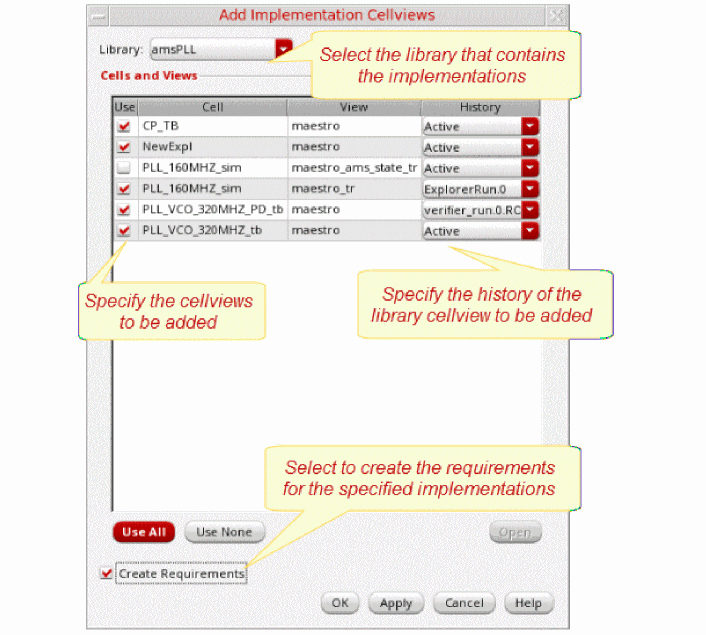 Add Implementation Cellviews
Library: amsPLL
Select the library that contains
the implementations
Cells and Views
Use Cell View History
CP_TB maestro Active
NewExpl maestro Active
PLL_160MHZ_sim maestro_ams_state_tr Active
PLL_160MHZ_sim maestro_tr ExplorerRun.0
PLL_VCO_320MHZ_PD_tb maestro verifier_run.0.RC
PLL_VCO_320MHZ_tb maestro Active
Specify the cellviews
to be added
Specify the history of the
library cellview to be added
Select to create the requirements
for the specified implementations
Use All Use None Open
Create Requirements
OK Apply Cancel Help